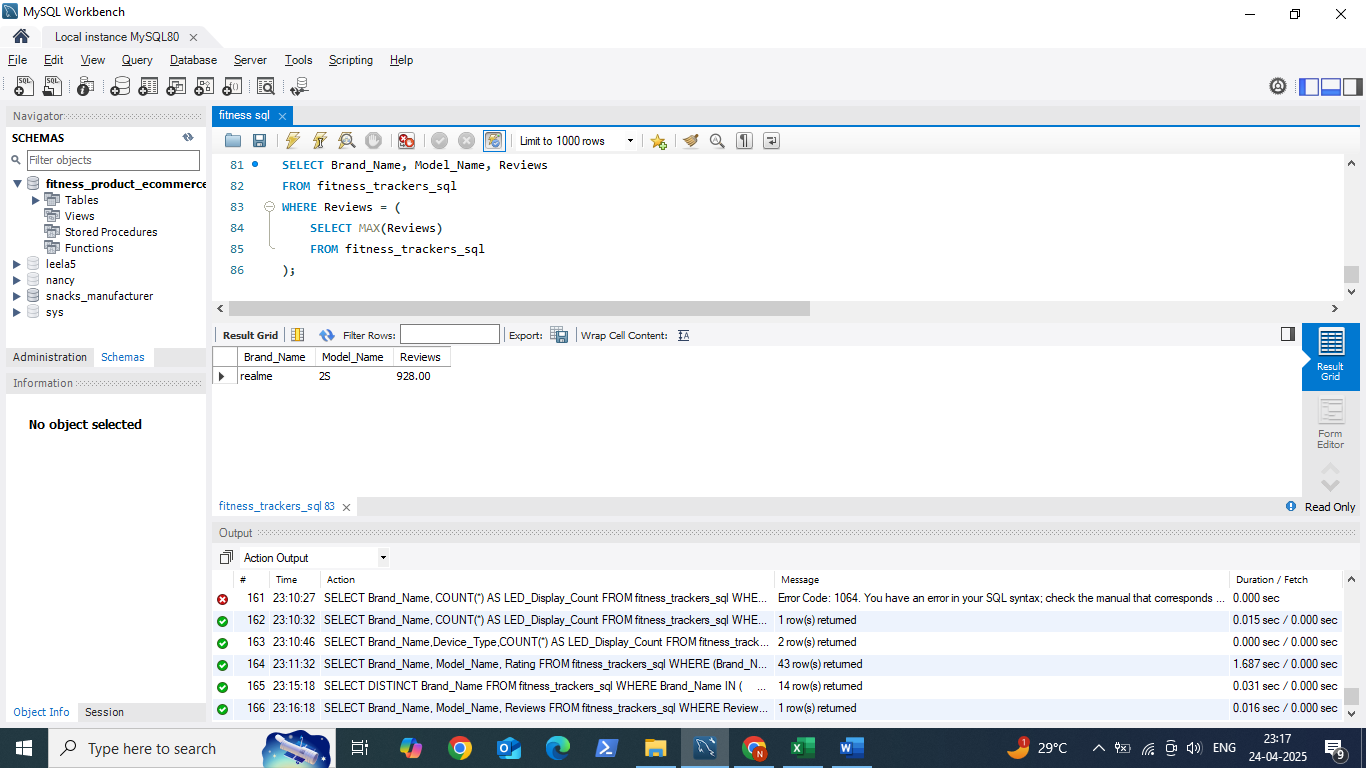 MySQL Workbench
Local instance MySQL80
File Edit View Query Database Server Tools Scripting Help
Navigator
SCHEMAS
Filter objects
fitness_product_ecommerce
Tables
Views
Stored Procedures
Functions
leela5
nancy
snacks_manufacturer
sys
Administration Schemas
Information
No object selected
Object Info Session
fitness sql
Limit to 1000 rows
81 SELECT Brand_Name, Model_Name, Reviews
82 FROM fitness_trackers_sql
83 WHERE Reviews = (
84 SELECT MAX(Reviews)
85 FROM fitness_trackers_sql
86 );
Result Grid Filter Rows: Export: Wrap Cell Content:
Brand_Name Model_Name Reviews
realme 2S 928.00
Result Grid
Form Editor
fitness_trackers_sql 83
Read Only
Output
Action Output
# Time Action Message Duration / Fetch
161 23:10:27 SELECT Brand_Name, COUNT(*) AS LED_Display_Count FROM fitness_trackers_sql WHE... Error Code: 1064. You have an error in your SQL syntax; check the manual that corresponds ... 0.000 sec
162 23:10:32 SELECT Brand_Name, COUNT(*) AS LED_Display_Count FROM fitness_trackers_sql WHE... 1 row(s) returned 0.015 sec / 0.000 sec
163 23:10:46 SELECT Brand_Name,Device_Type,COUNT(*) AS LED_Display_Count FROM fitness_track... 2 row(s) returned 0.000 sec / 0.000 sec
164 23:11:32 SELECT Brand_Name, Model_Name, Rating FROM fitness_trackers_sql WHERE (Brand_N... 43 row(s) returned 1.687 sec / 0.000 sec
165 23:15:18 SELECT DISTINCT Brand_Name FROM fitness_trackers_sql WHERE Brand_Name IN ( ... 14 row(s) returned 0.031 sec / 0.000 sec
166 23:16:18 SELECT Brand_Name, Model_Name, Reviews FROM fitness_trackers_sql WHERE Review... 1 row(s) returned 0.016 sec / 0.000 sec
Type here to search
29°C
ENG
23:17
24-04-2025
9